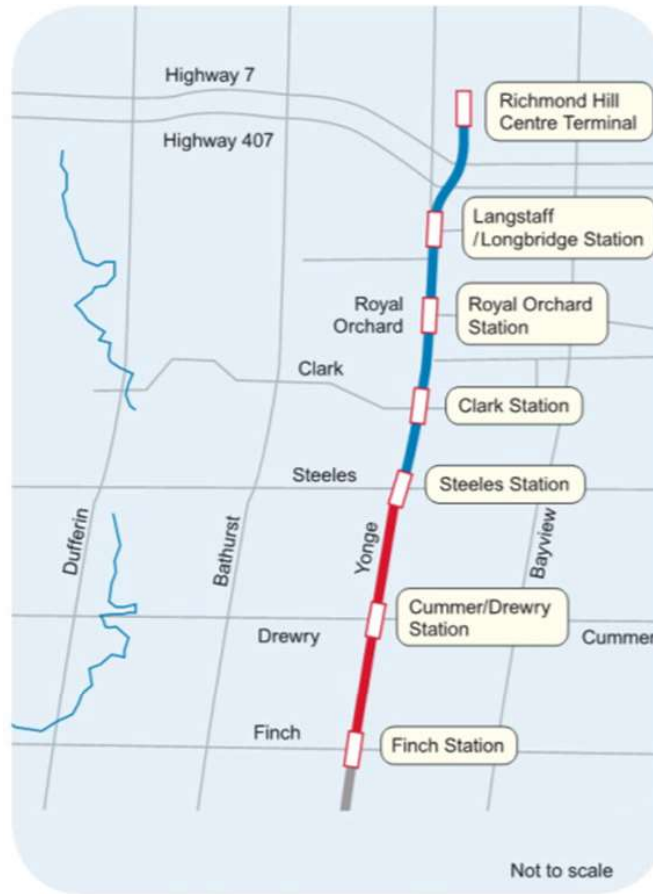 Highway 7
Richmond Hill
Centre Terminal
Highway 407
Langstaff
/Longbridge Station
Royal
Orchard
Royal Orchard
Station
Clark
Clark Station
Steeles
Steeles Station
Dufferin
Bathurst
Yonge
Bayview
Cummer/Drewry
Station
Drewry
Cummer
Finch
Finch Station
Not to scale